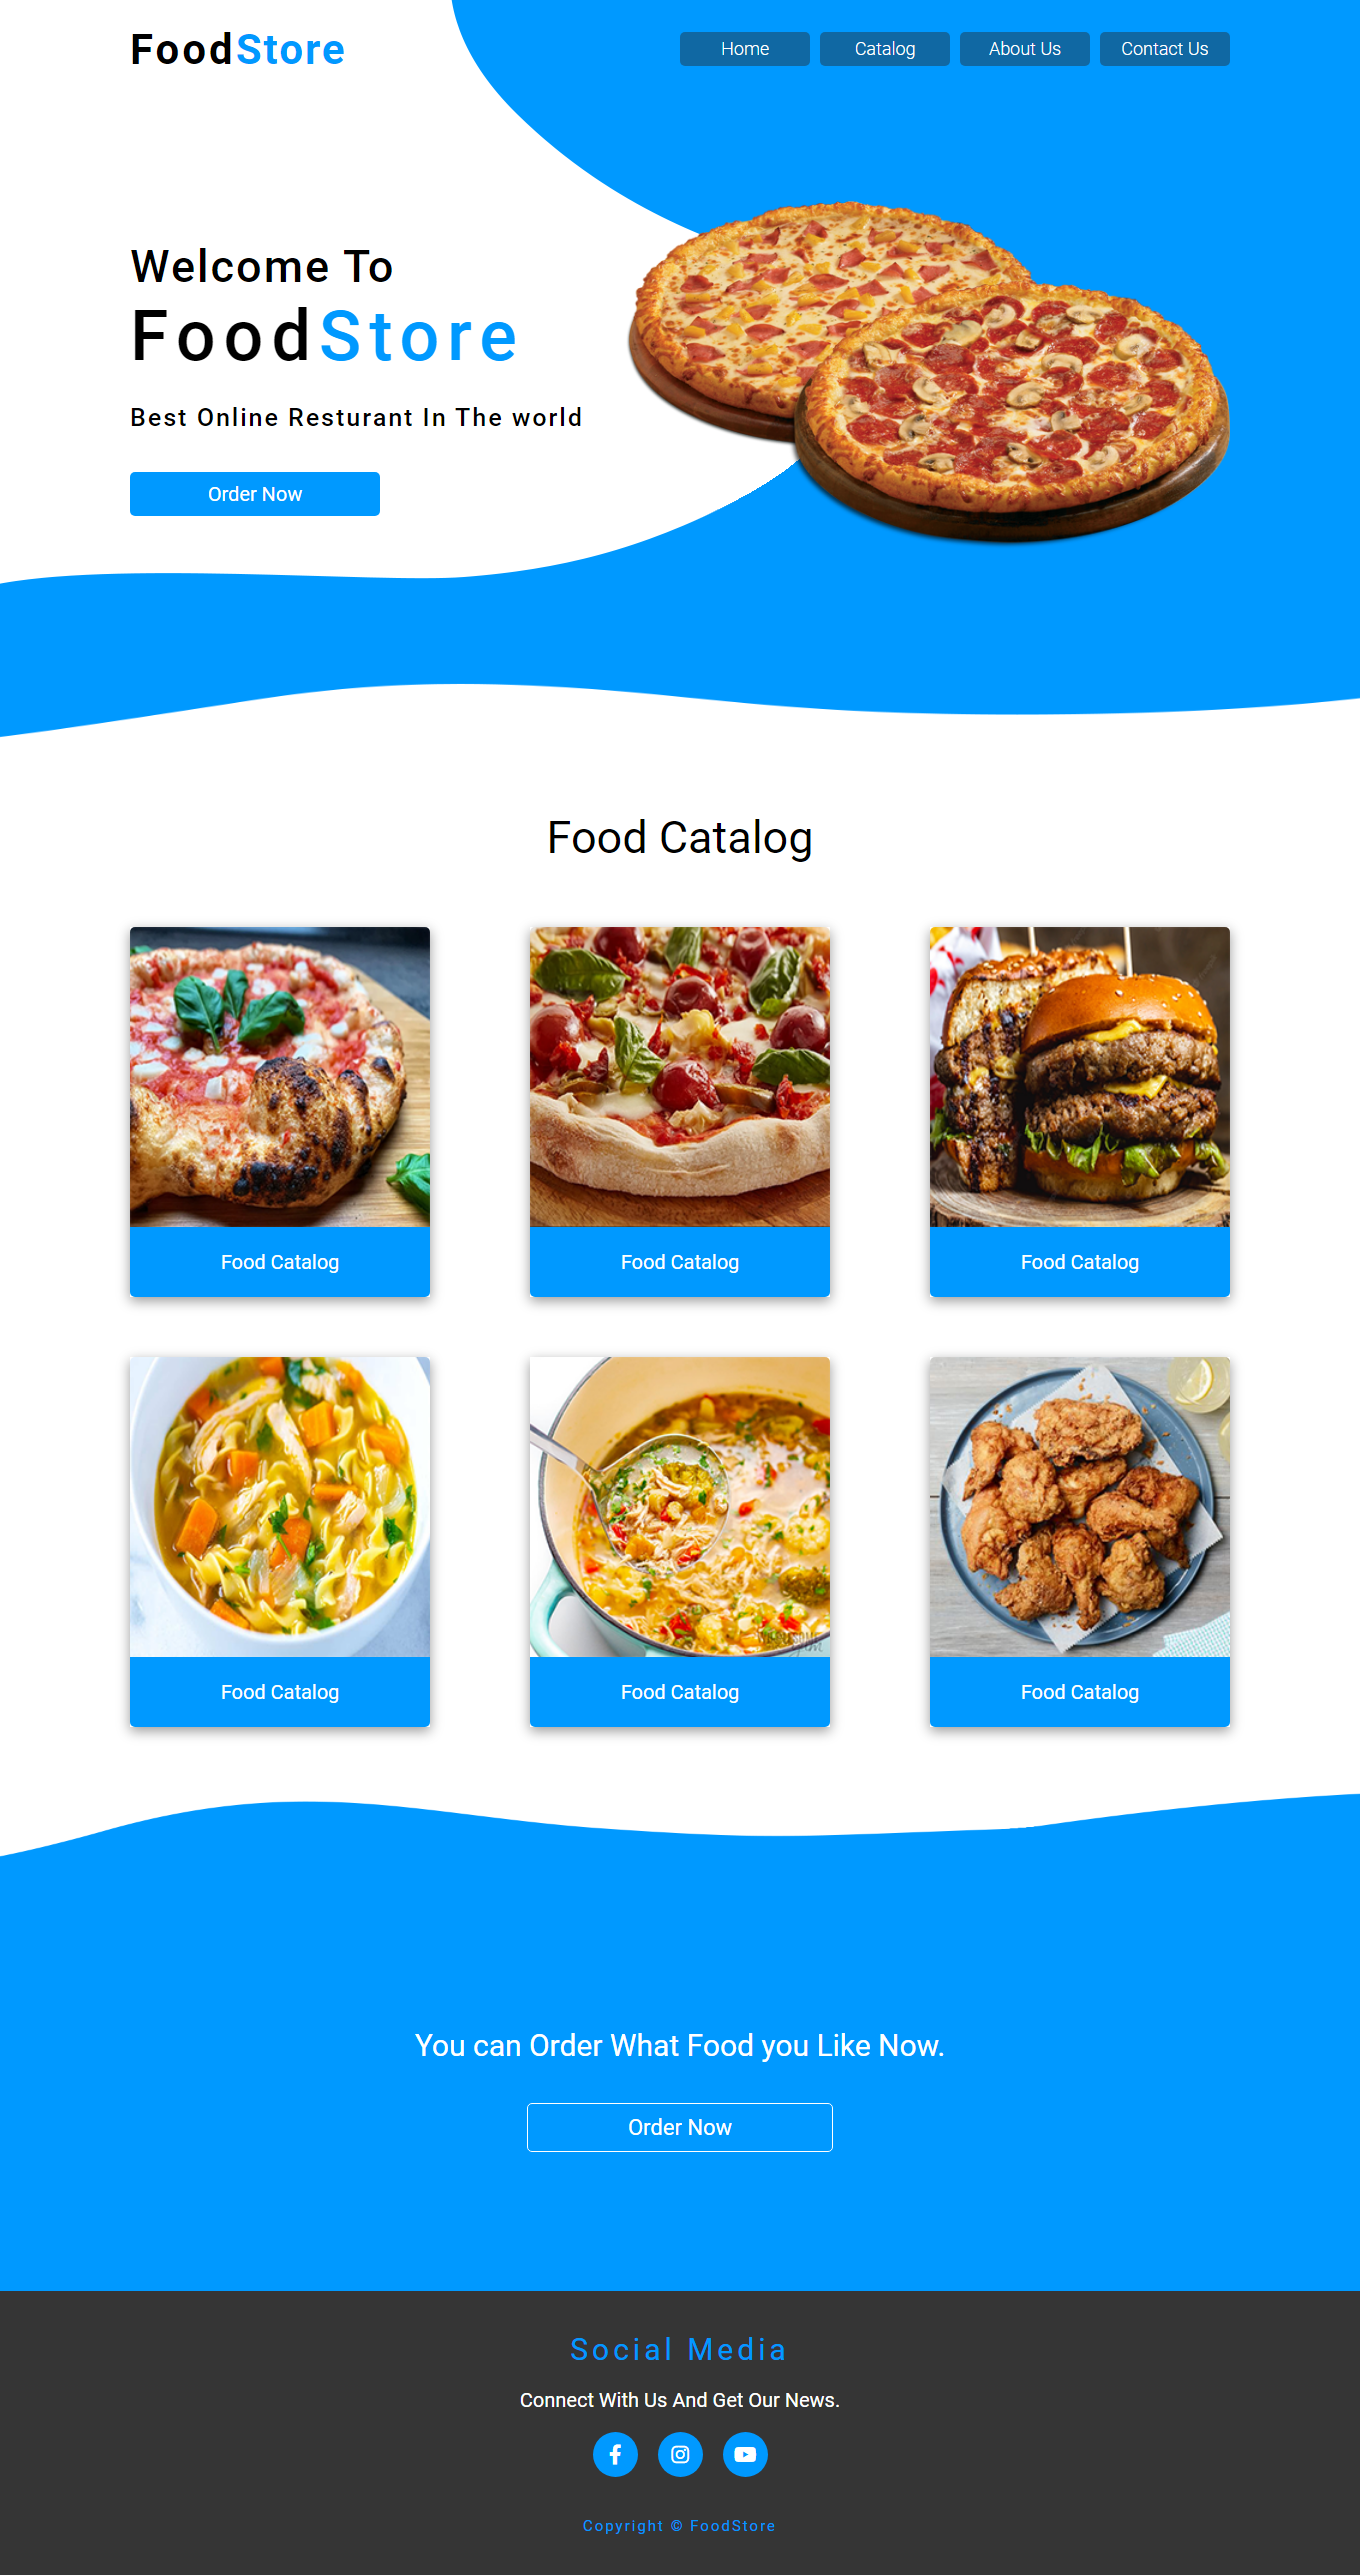 FoodStore
Home
Catalog
About Us
Contact Us
Welcome To
FoodStore
Best Online Resturant In The world
Order Now
Food Catalog
Food Catalog
Food Catalog
Food Catalog
Food Catalog
Food Catalog
Food Catalog
You can Order What Food you Like Now.
Order Now
Social Media
Connect With Us And Get Our News.
Copyright © FoodStore